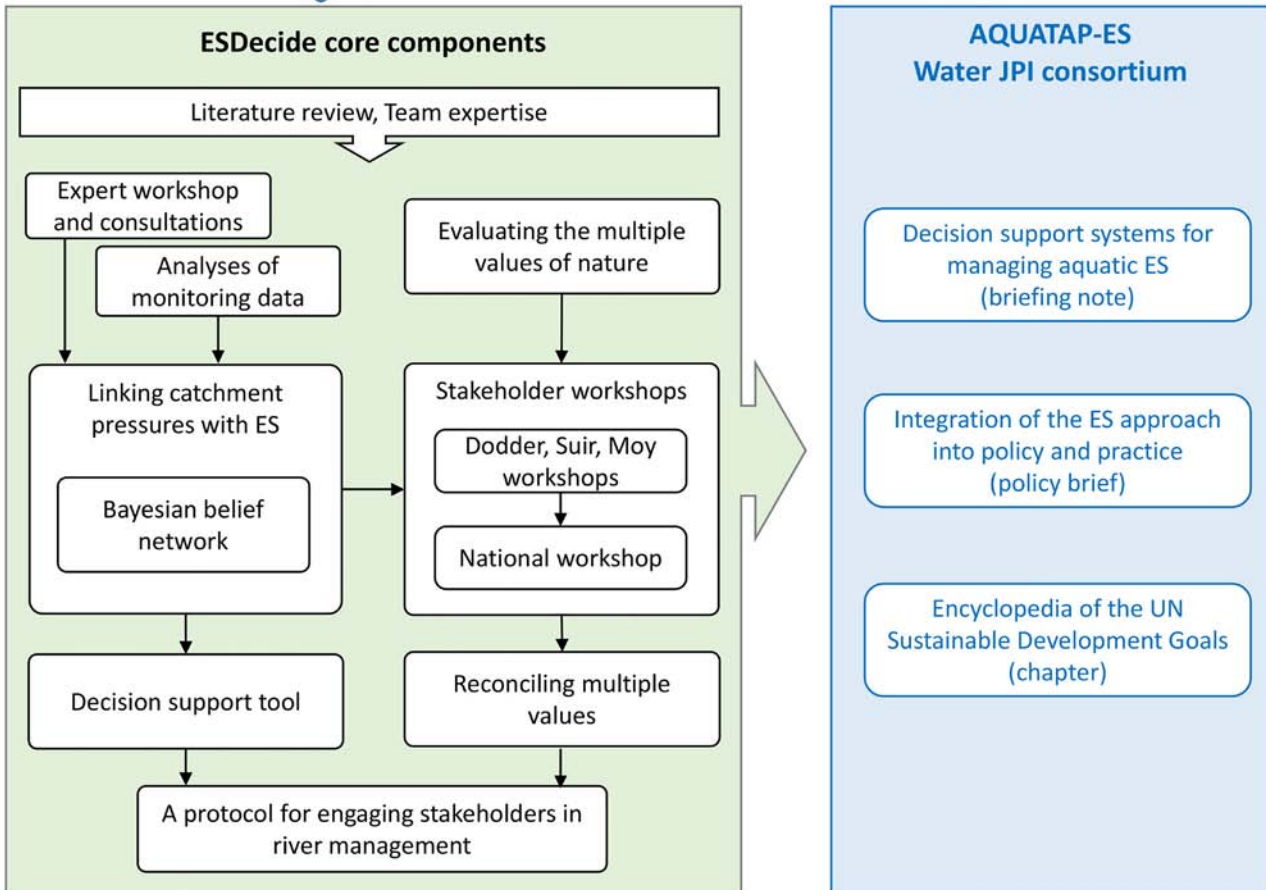 ESDecide core components
Literature review, Team expertise
Expert workshop
and consultations
Analyses of
monitoring data
Evaluating the multiple
values of nature
Linking catchment
pressures with ES
Bayesian belief
network
Stakeholder workshops
Dodder, Suir, Moy
workshops
National workshop
Decision support tool
Reconciling multiple
values
A protocol for engaging stakeholders in
river management
AQUATAP-ES
Water JPI consortium
Decision support systems for
managing aquatic ES
(briefing note)
Integration of the ES approach
into policy and practice
(policy brief)
Encyclopedia of the UN
Sustainable Development Goals
(chapter)